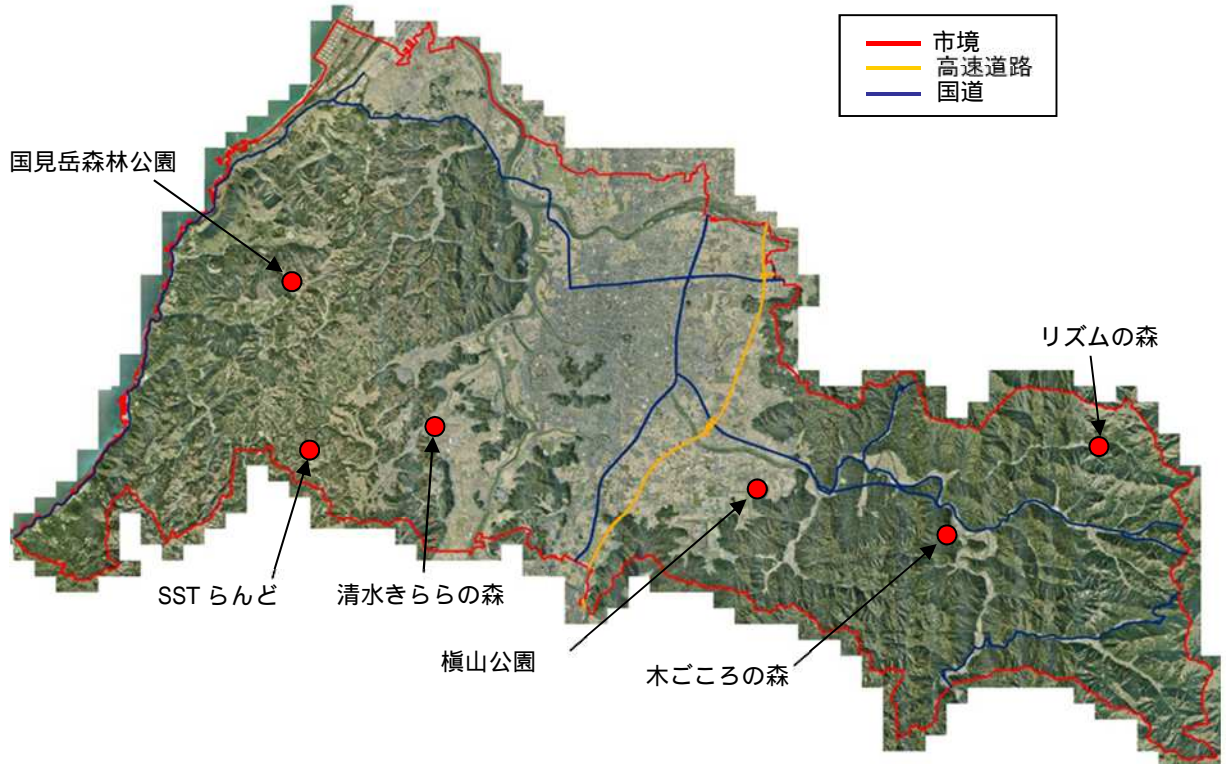 市境
高速道路
国道
国見岳森林公園
リズムの森
SST らんど
清水きららの森
槇山公園
木ごころの森